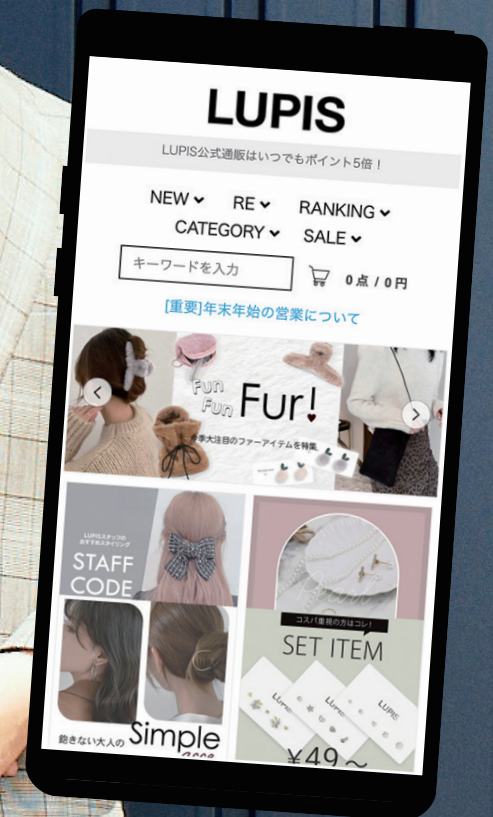 LUPIS
LUPIS公式通販はいつでもポイント5倍！
NEW RE RANKING
CATEGORY SALE
キーワードを入力
0点 / 0円
[重要]年末年始の営業について
Fun
Fun Fur!
今季大注目のファーアイテムを特集
LUPISスタッフの
おすすめスタイリング
STAFF
CODE
コスパ重視の方はコレ！
SET ITEM
LUPIS
LUPIS
LUPIS
¥49～
飽きない大人の Simple
acce